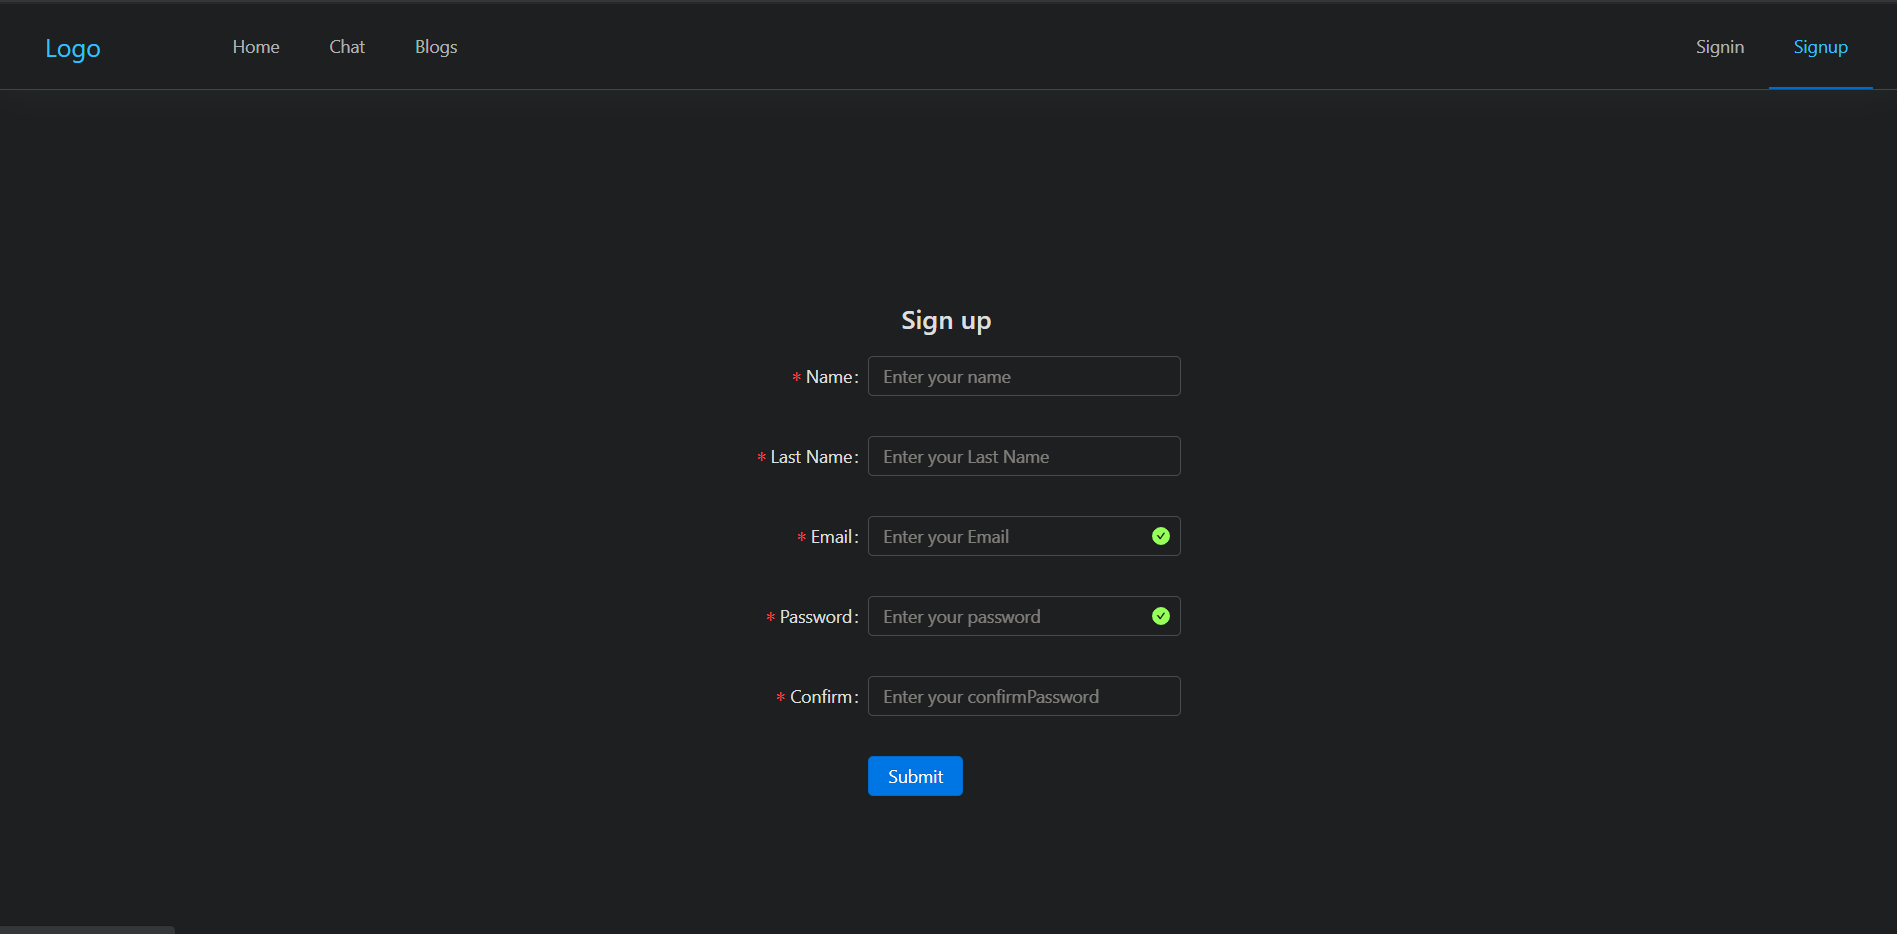 Logo Home Chat Blogs Signin Signup
Sign up
* Name: Enter your name
* Last Name: Enter your Last Name
* Email: Enter your Email
* Password: Enter your password
* Confirm: Enter your confirmPassword
Submit